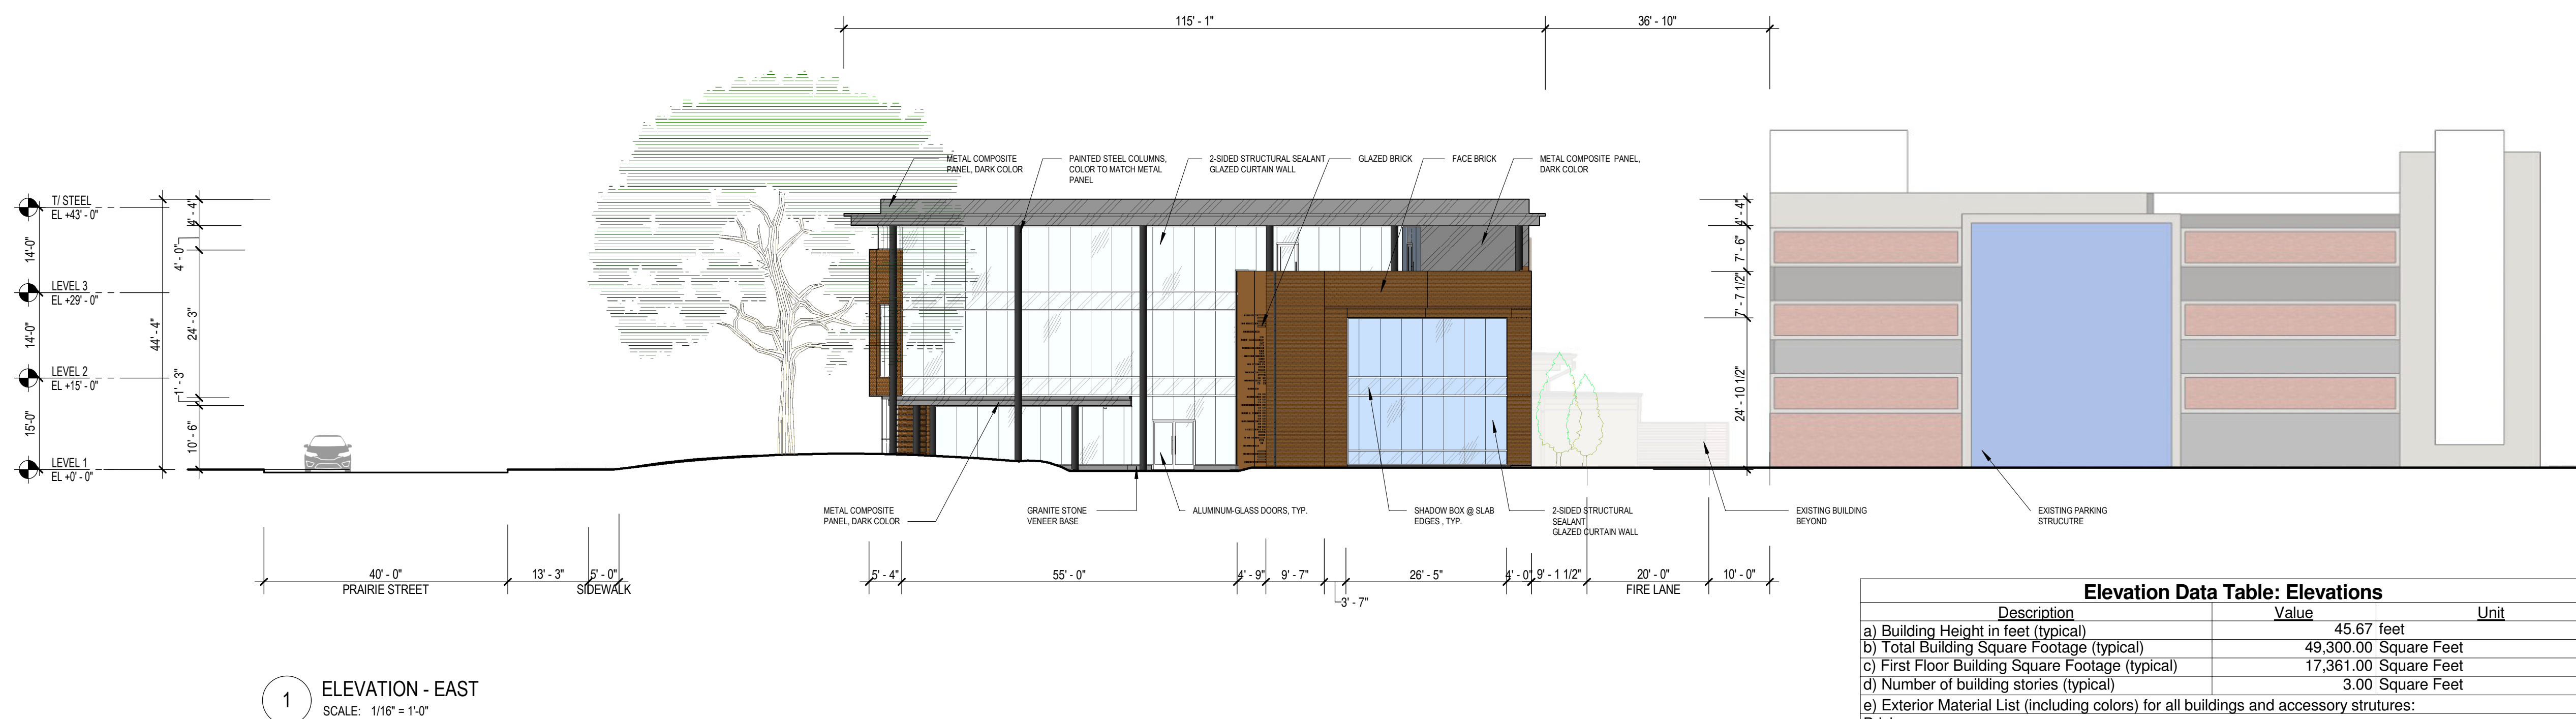 115' - 1"
36' - 10"
METAL COMPOSITE
PANEL, DARK COLOR
PAINTED STEEL COLUMNS,
COLOR TO MATCH METAL
PANEL
2-SIDED STRUCTURAL SEALANT
GLAZED CURTAIN WALL
GLAZED BRICK
FACE BRICK
METAL COMPOSITE PANEL,
DARK COLOR
T/ STEEL
EL +43' - 0"
LEVEL 3
EL +29' - 0"
LEVEL 2
EL +15' - 0"
LEVEL 1
EL +0' - 0"
14'-0"
14'-0"
15'-0"
44' - 4"
4' - 4"
4' - 0"
24' - 3"
1' - 3"
10' - 6"
4' - 4"
7' - 6"
7' - 7 1/2"
24' - 10 1/2"
METAL COMPOSITE
PANEL, DARK COLOR
GRANITE STONE
VENEER BASE
ALUMINUM-GLASS DOORS, TYP.
SHADOW BOX @ SLAB
EDGES , TYP.
2-SIDED STRUCTURAL
SEALANT
GLAZED CURTAIN WALL
EXISTING BUILDING
BEYOND
EXISTING PARKING
STRUCUTRE
40' - 0"
PRAIRIE STREET
13' - 3"
5' - 0"
SIDEWALK
5' - 4"
55' - 0"
4' - 9"
9' - 7"
3' - 7"
26' - 5"
4' - 0"
9' - 1 1/2"
20' - 0"
FIRE LANE
10' - 0"
1
ELEVATION - EAST
SCALE: 1/16" = 1'-0"
Elevation Data Table: Elevations
Description Value Unit
a) Building Height in feet (typical) 45.67 feet
b) Total Building Square Footage (typical) 49,300.00 Square Feet
c) First Floor Building Square Footage (typical) 17,361.00 Square Feet
d) Number of building stories (typical) 3.00 Square Feet
e) Exterior Material List (including colors) for all buildings and accessory strutures: